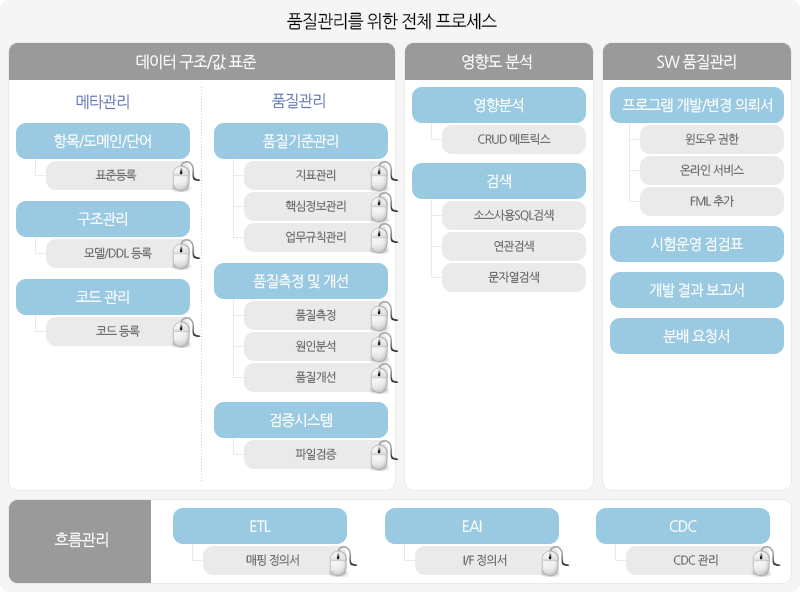 품질관리를 위한 전체 프로세스
데이터 구조/값 표준
메타관리
항목/도메인/단어
표준등록
구조관리
모델/DDL 등록
코드 관리
코드 등록
품질관리
품질기준관리
지표관리
핵심정보관리
업무규칙관리
품질측정 및 개선
품질측정
원인분석
품질개선
검증시스템
파일검증
영향도 분석
영향분석
CRUD 메트릭스
검색
소스사용SQL검색
연관검색
문자열검색
SW 품질관리
프로그램 개발/변경 의뢰서
윈도우 권한
온라인 서비스
FML 추가
시험운영 점검표
개발 결과 보고서
분배 요청서
흐름관리
ETL
매핑 정의서
EAI
I/F 정의서
CDC
CDC 관리